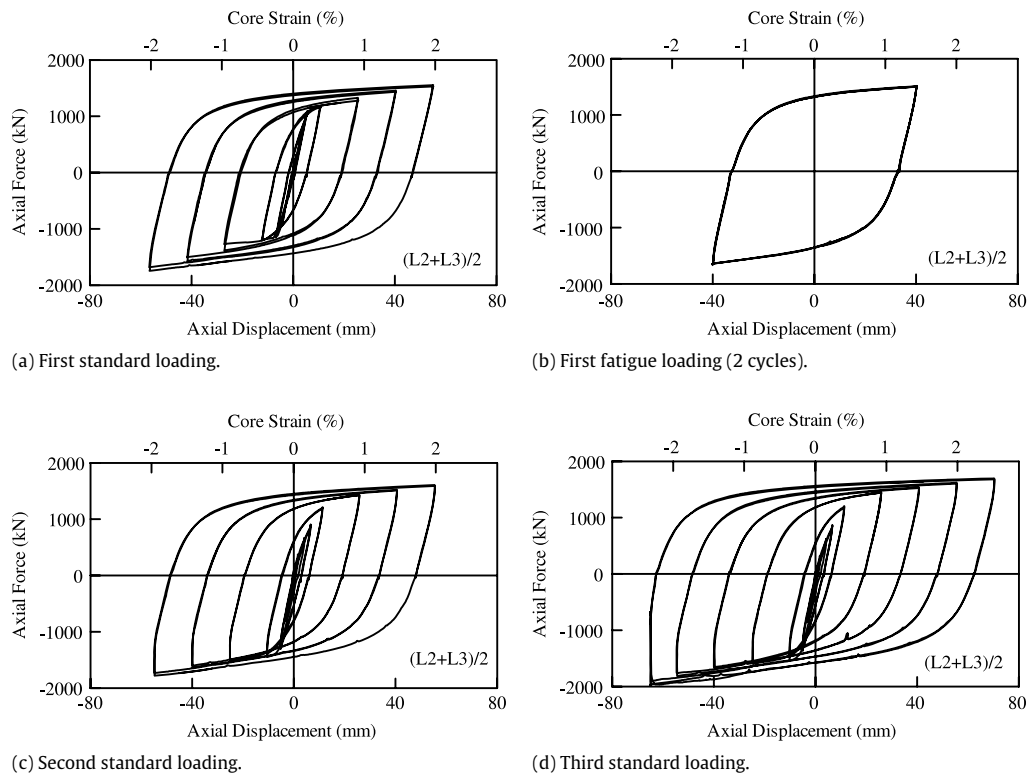 Core Strain (%)
-2 -1 0 1 2
2000
1000
0
-1000
-2000
Axial Force (kN)
(L2+L3)/2
-80 -40 0 40 80
Axial Displacement (mm)
(a) First standard loading.
Core Strain (%)
-2 -1 0 1 2
2000
1000
0
-1000
-2000
Axial Force (kN)
(L2+L3)/2
-80 -40 0 40 80
Axial Displacement (mm)
(b) First fatigue loading (2 cycles).
Core Strain (%)
-2 -1 0 1 2
2000
1000
0
-1000
-2000
Axial Force (kN)
(L2+L3)/2
-80 -40 0 40 80
Axial Displacement (mm)
(c) Second standard loading.
Core Strain (%)
-2 -1 0 1 2
2000
1000
0
-1000
-2000
Axial Force (kN)
(L2+L3)/2
-80 -40 0 40 80
Axial Displacement (mm)
(d) Third standard loading.